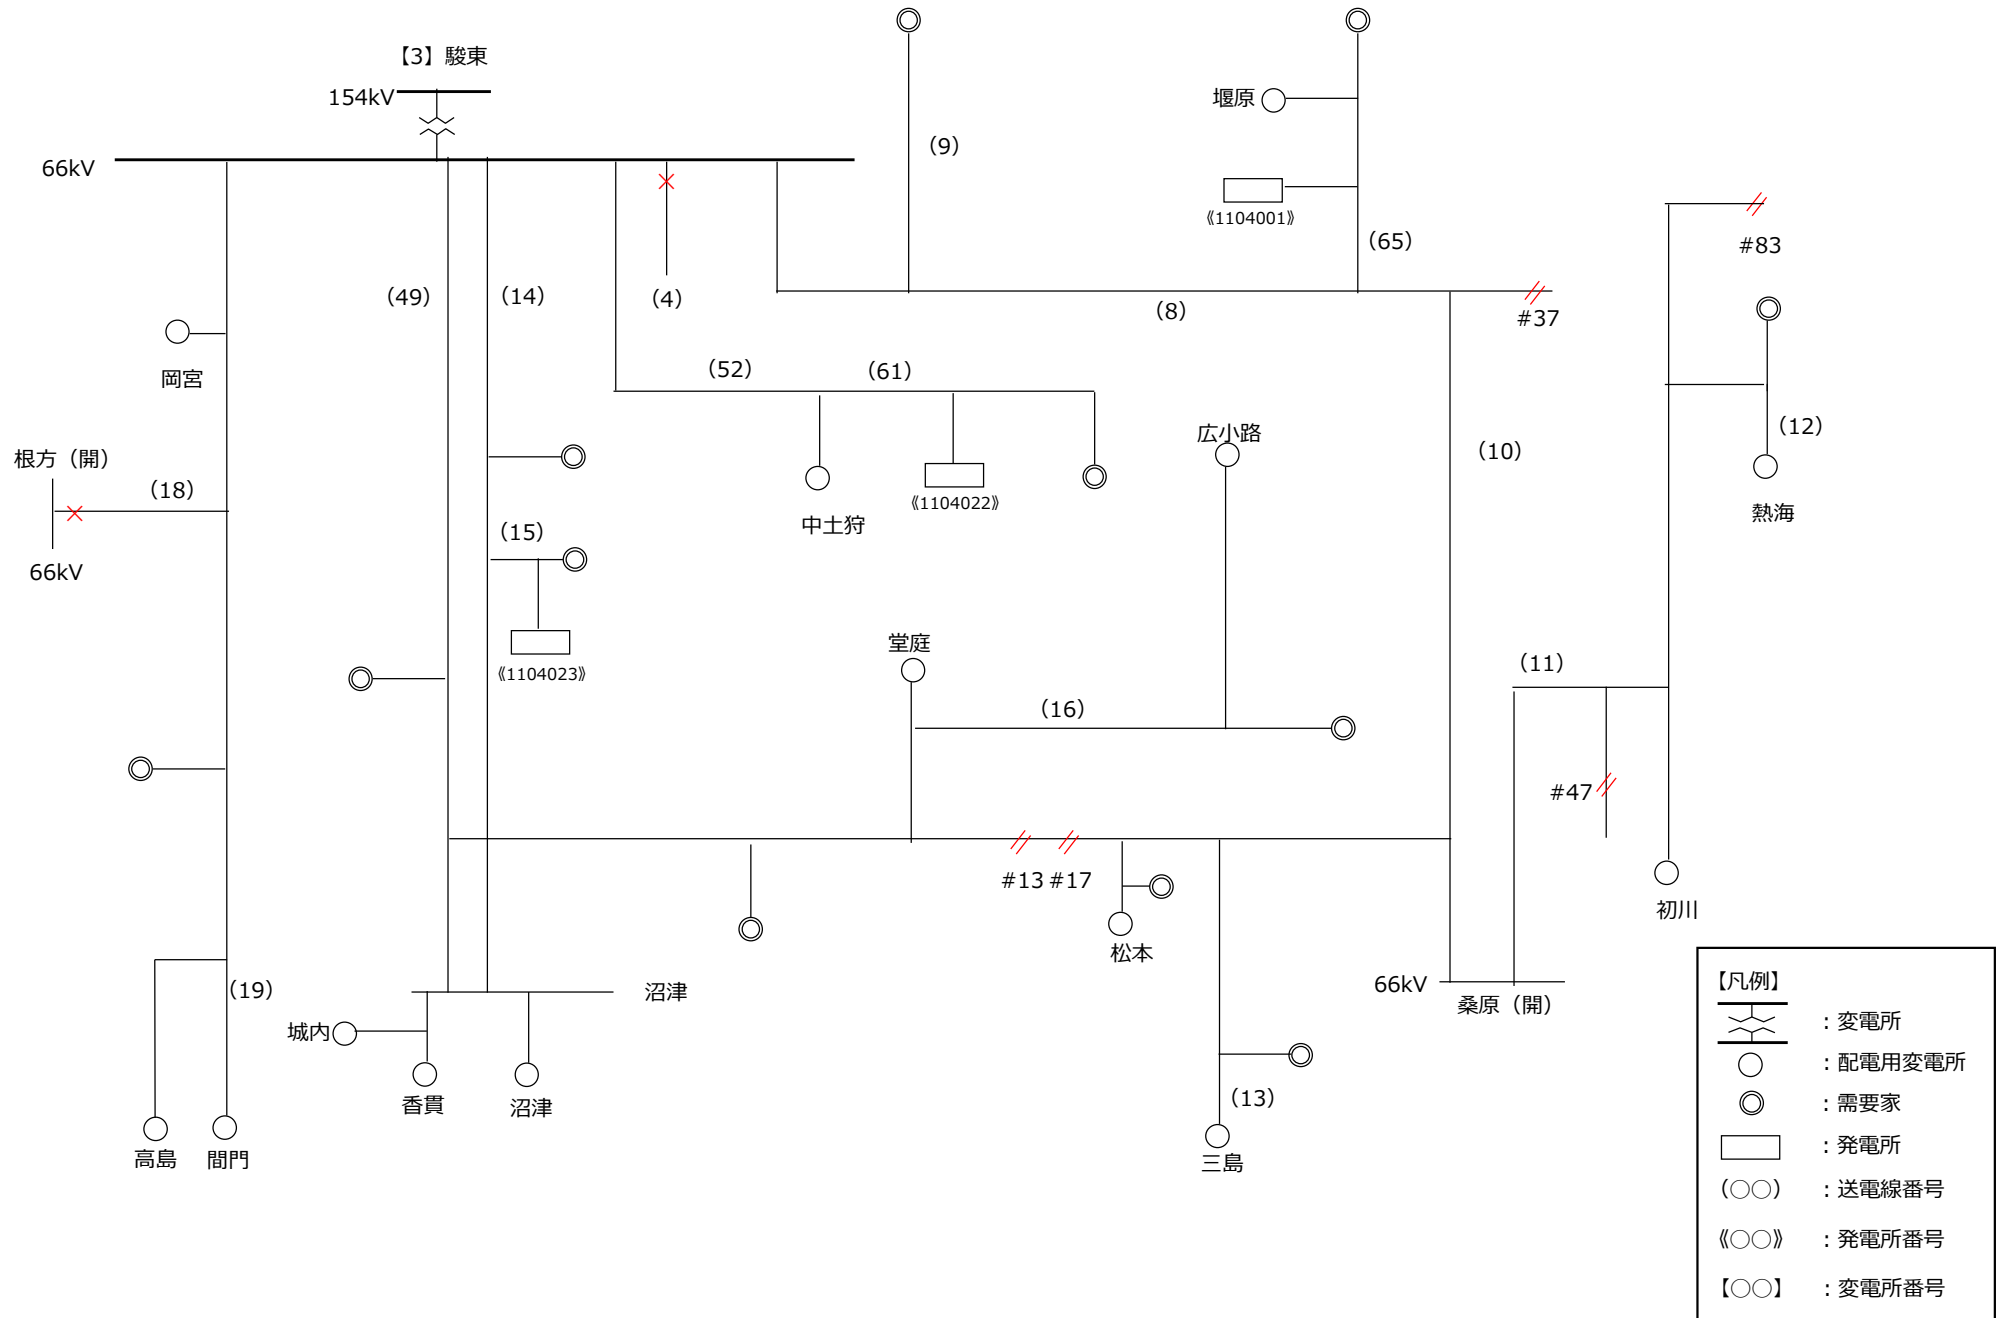 【3】駿東
154kV
66kV
(9)
堰原
《1104001》
(65)
#83
(49)
(14)
(4)
(8)
#37
岡宮
(52)
(61)
広小路
(10)
(12)
根方（開）
(18)
《1104022》
中土狩
熱海
66kV
(15)
《1104023》
堂庭
(11)
(16)
#47
#13
#17
初川
松本
66kV
桑原（開）
(19)
沼津
城内
香貫
沼津
(13)
高島
間門
三島
【凡例】
：変電所
：配電用変電所
：需要家
：発電所
(○○)
：送電線番号
《○○》
：発電所番号
【○○】
：変電所番号